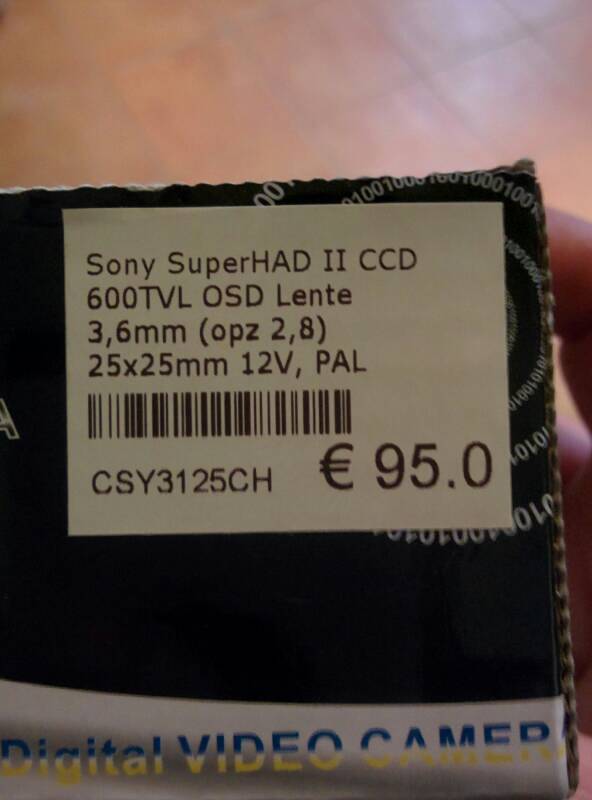 Sony SuperHAD II CCD
600TVL OSD Lente
3,6mm (opz 2,8)
25x25mm 12V, PAL
CSY3125CH € 95.0
Digital VIDEO CAMERA